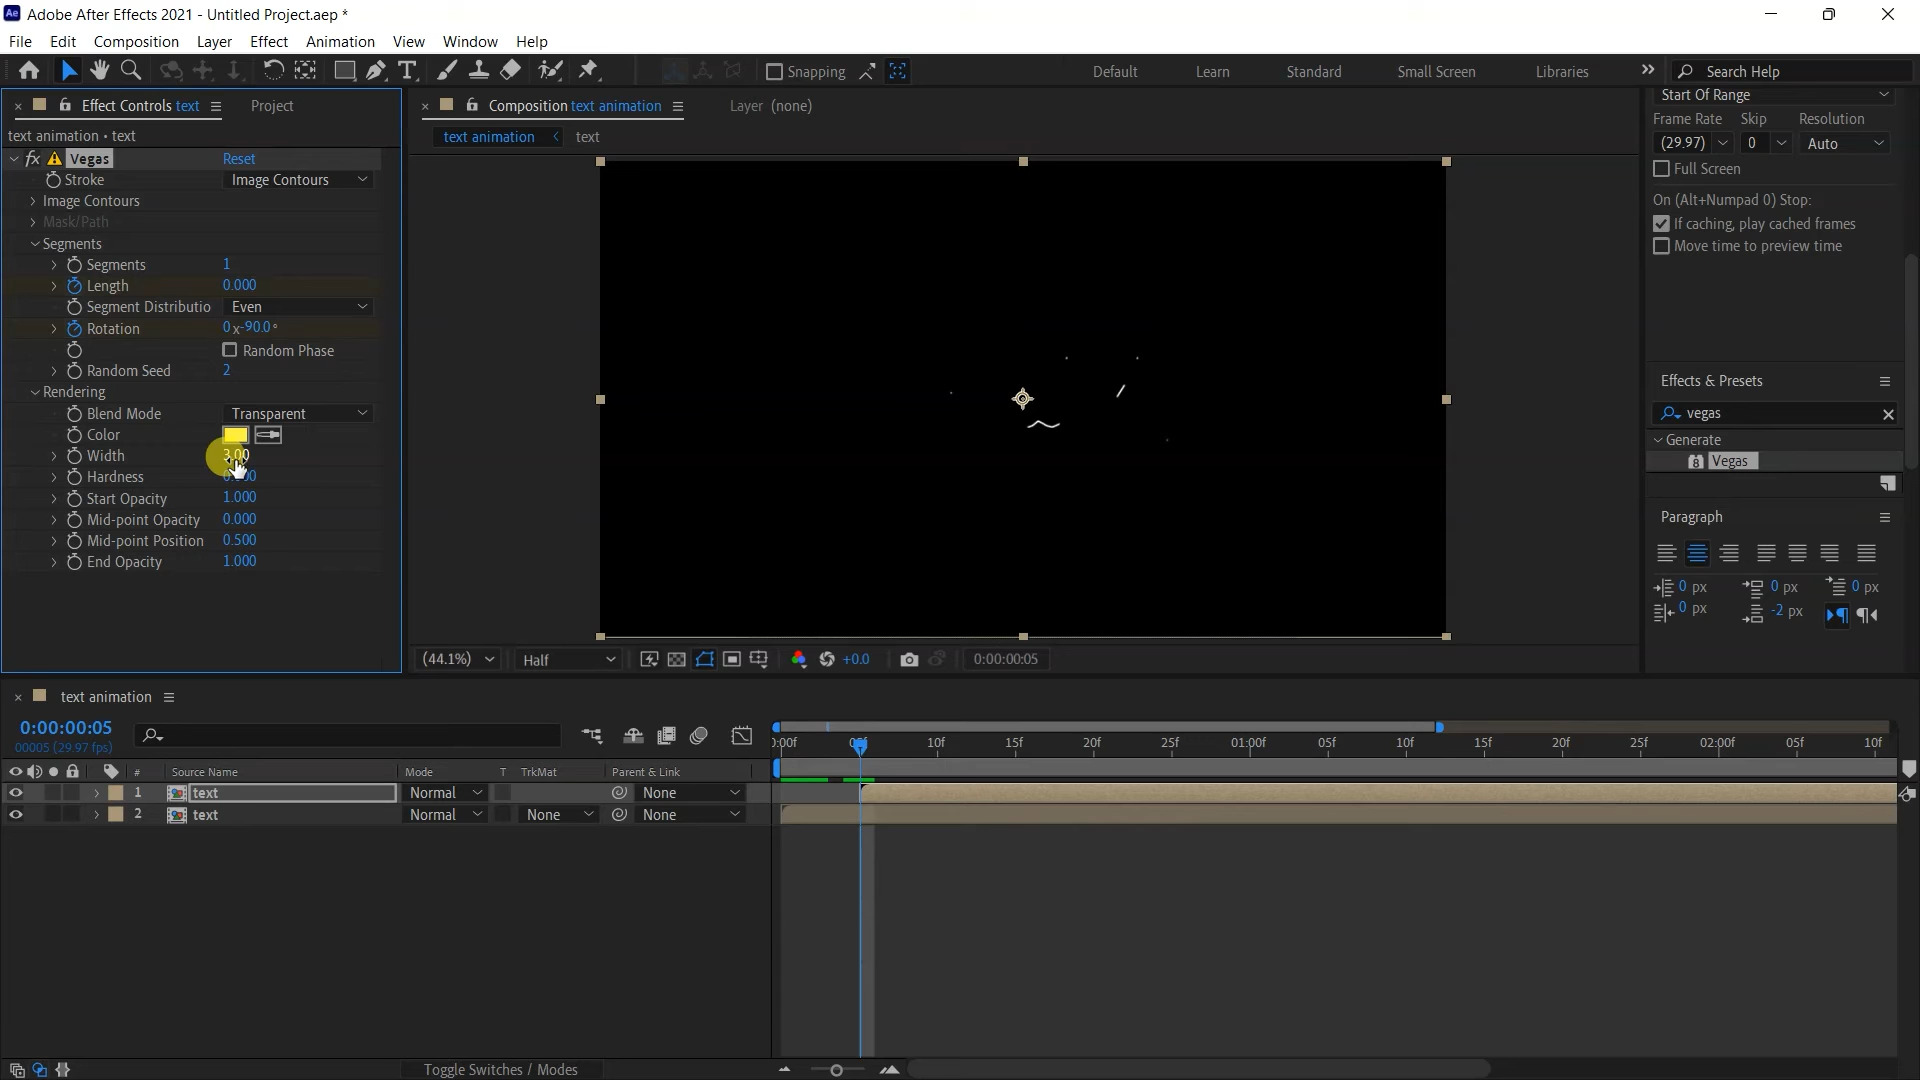 Ae Adobe After Effects 2021 - Untitled Project.aep *
File Edit Composition Layer Effect Animation View Window Help
Snapping Default Learn Standard Small Screen Libraries Search Help
Effect Controls text Project
text animation • text
fx Vegas Reset
Stroke Image Contours
Image Contours
Mask/Path
Segments
Segments 1
Length 0.000
Segment Distributio Even
Rotation 0x-90.0°
Random Phase
Random Seed 2
Rendering
Blend Mode Transparent
Color
Width 3.00
Hardness
Start Opacity 1.000
Mid-point Opacity 0.000
Mid-point Position 0.500
End Opacity 1.000
Composition text animation Layer (none)
text animation text
(44.1%) Half +0.0 0:00:00:05
Start Of Range
Frame Rate Skip Resolution
(29.97) 0 Auto
Full Screen
On (Alt+Numpad 0) Stop:
If caching, play cached frames
Move time to preview time
Effects & Presets
vegas
Generate
8 Vegas
Paragraph
0 px 0 px 0 px
0 px -2 px
text animation
0:00:00:05
00005 (29.97 fps)
# Source Name Mode T TrkMat Parent & Link
1 text Normal None
2 text Normal None None
):00f 05f 10f 15f 20f 25f 01:00f 05f 10f 15f 20f 25f 02:00f 05f 10f
Toggle Switches / Modes